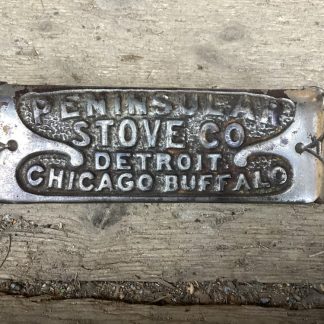 PENINSULAR
STOVE CO
DETROIT
CHICAGO BUFFALO